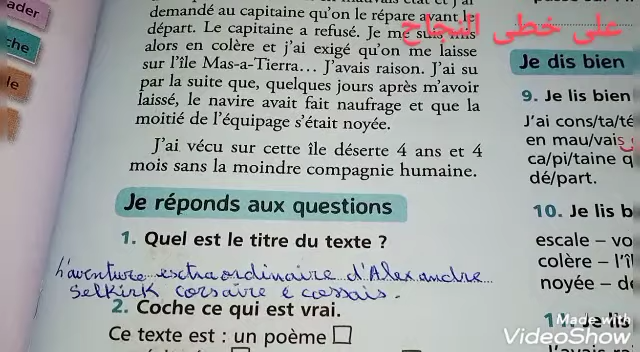 ader
che
le
demandé au capitaine qu'on le répare avant le
départ. Le capitaine a refusé. Je me suis mis
alors en colère et j'ai exigé qu'on me laisse
sur l'île Mas-a-Tierra... J'avais raison. J'ai su
par la suite que, quelques jours après m'avoir
laissé, le navire avait fait naufrage et que la
moitié de l'équipage s'était noyée.
J'ai vécu sur cette île déserte 4 ans et 4
mois sans la moindre compagnie humaine.
Je réponds aux questions
1. Quel est le titre du texte ?
L'aventure extraordinaire d'Alexandre
Selkirk corsaire écossais.
2. Coche ce qui est vrai.
Ce texte est : un poème
على خطى النجاح
Je dis bien
9. Je lis bien
J'ai cons/ta/té
en mau/vais
ca/pi/taine q
dé/part.
10. Je lis b
escale – vo
colère – l'îl
noyée – d
11. Je lis
Made with
VideoShow